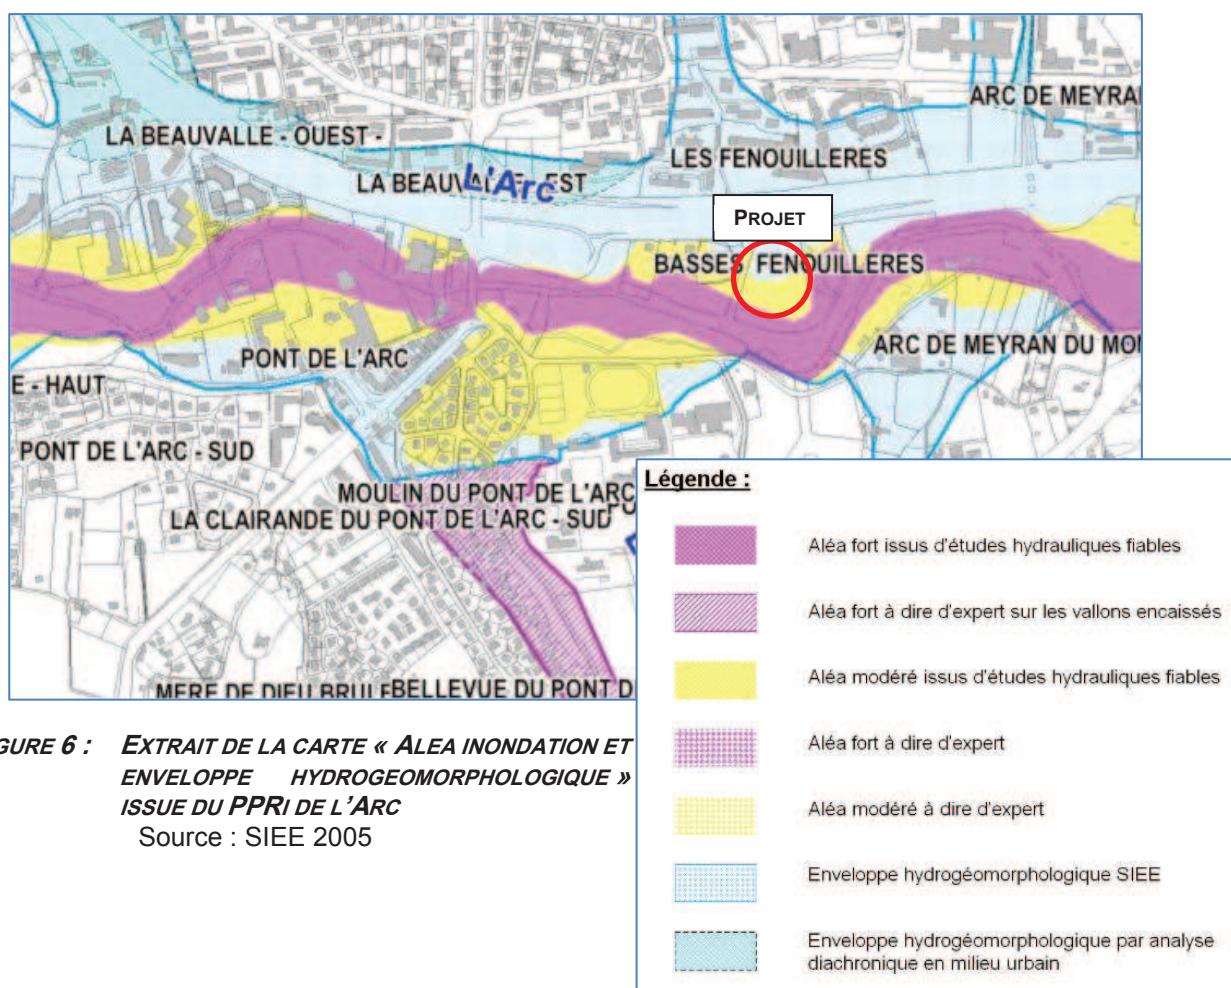 ARC DE MEYRA
LA BEAUVALLE - OUEST -
LES FENOUILLERES
L'Arc
PROJET
BASSES FENOUILLERES
ARC DE MEYRAN DU MO
PONT DE L'ARC
E - HAUT
PONT DE L'ARC - SUD
MOULIN DU PONT DE L'ARC
LA CLAIRANDE DU PONT DE L'ARC - SUD
BELLEVUE DU PONT D
Légende :
Aléa fort issus d'études hydrauliques fiables
Aléa fort à dire d'expert sur les vallons encaissés
Aléa modéré issus d'études hydrauliques fiables
Aléa fort à dire d'expert
Aléa modéré à dire d'expert
Enveloppe hydrogéomorphologique SIEE
Enveloppe hydrogéomorphologique par analyse
diachronique en milieu urbain
GURE 6 : EXTRAIT DE LA CARTE « ALEA INONDATION ET
ENVELOPPE HYDROGEOMORPHOLOGIQUE »
ISSUE DU PPRI DE L'ARC
Source : SIEE 2005